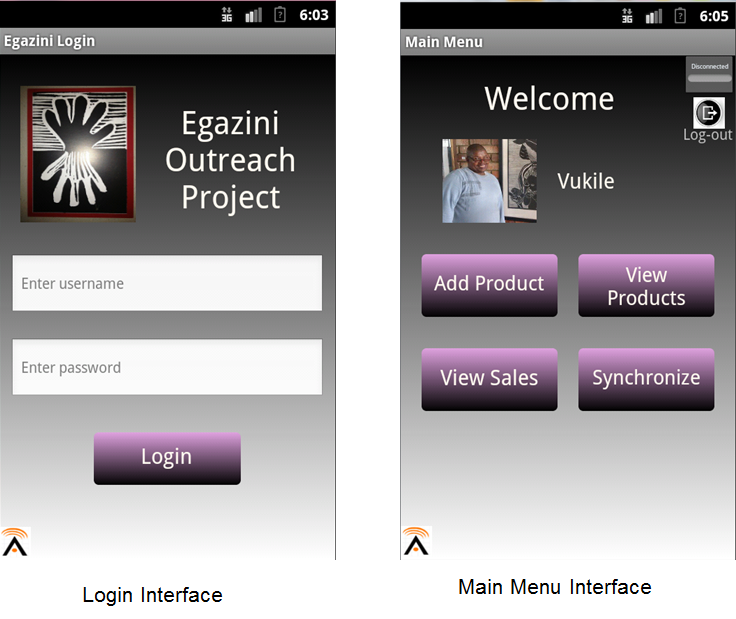 3G
6:03
Egazini Login
Egazini
Outreach
Project
Enter username
Enter password
Login
Login Interface
3G
6:05
Main Menu
Disconnected
Welcome
Log-out
Vukile
Add Product
View
Products
View Sales
Synchronize
Main Menu Interface